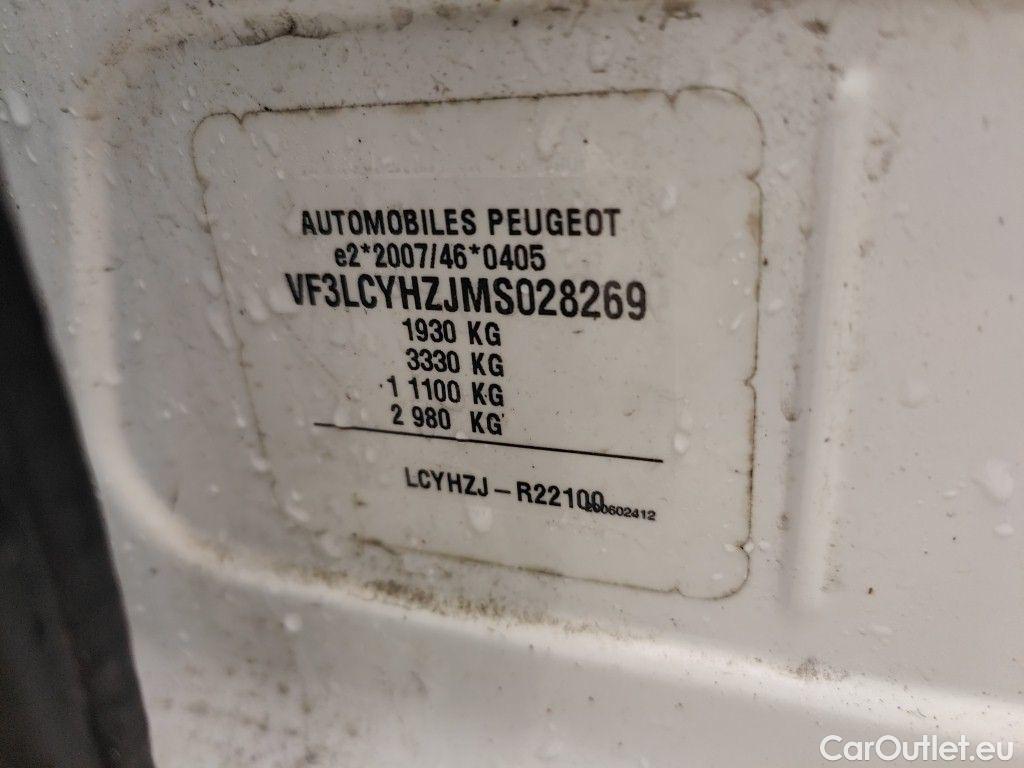 AUTOMOBILES PEUGEOT
e2*2007/46*0405
VF3LCYHZJMS028269
1930 KG
3330 KG
1 1100 KG
2 980 KG
LCYHZJ - R22100
CarOutlet.eu